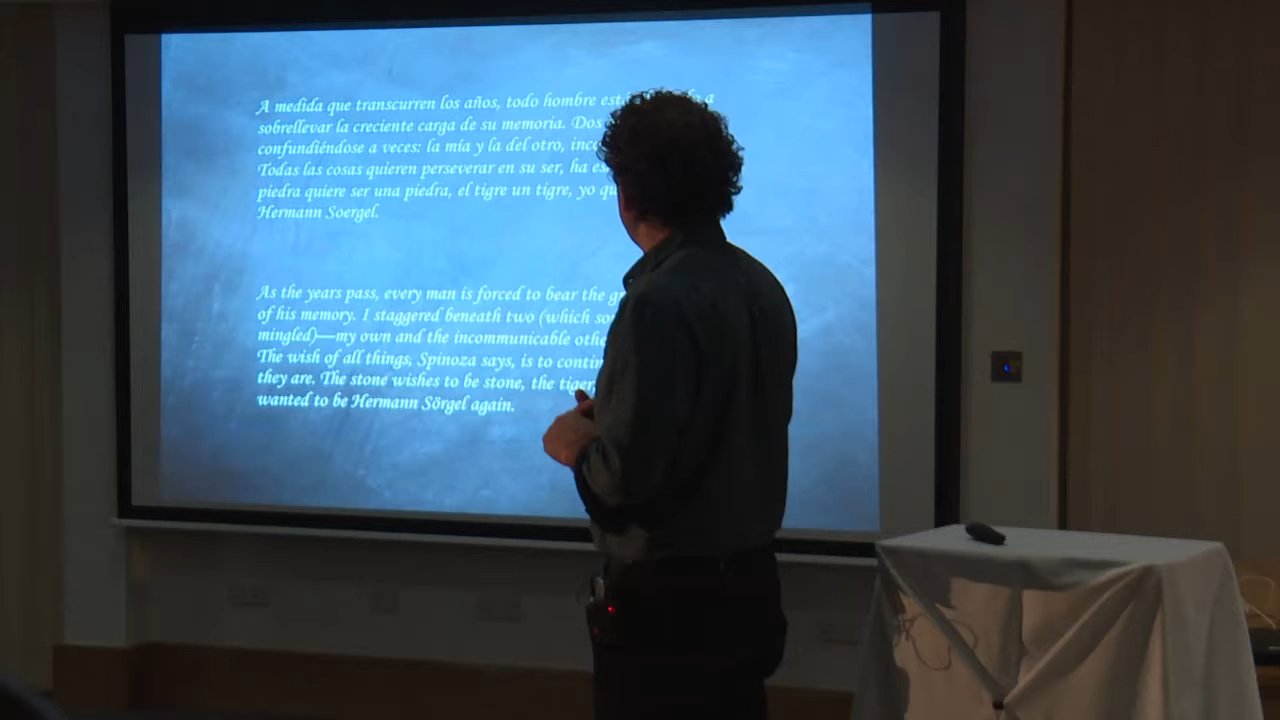 A medida que transcurren los años, todo hombre está a
sobrellevar la creciente carga de su memoria. Dos
confundiéndose a veces: la mía y la del otro,
Todas las cosas quieren perseverar en su ser, ha
piedra quiere ser una piedra, el tigre un tigre, yo
Hermann Soergel.
As the years pass, every man is forced to bear the
of his memory. I staggered beneath two (which
mingled)—my own and the incommunicable
The wish of all things, Spinoza says, is to
they are. The stone wishes to be stone, the tiger,
wanted to be Hermann Sörgel again.